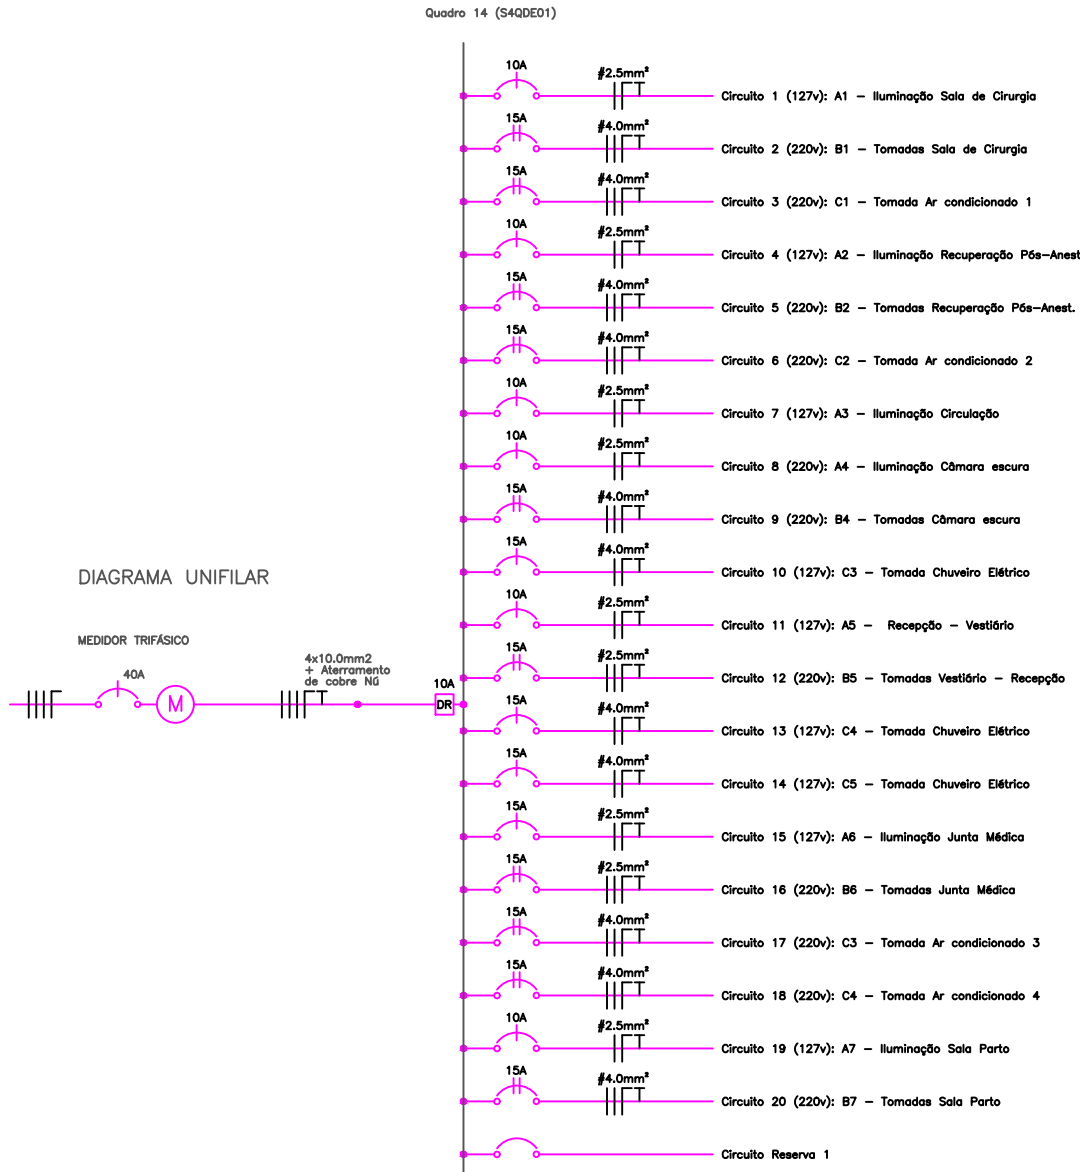 Quadro 14 (S4QDE01)
10A
#2.5mm²
Circuito 1 (127v): A1 – Iluminação Sala de Cirurgia
15A
#4.0mm²
Circuito 2 (220v): B1 – Tomadas Sala de Cirurgia
15A
#4.0mm²
Circuito 3 (220v): C1 – Tomada Ar condicionado 1
10A
#2.5mm²
Circuito 4 (127v): A2 – Iluminação Recuperação Pós–Anest
15A
#4.0mm²
Circuito 5 (220v): B2 – Tomadas Recuperação Pós–Anest.
15A
#4.0mm²
Circuito 6 (220v): C2 – Tomada Ar condicionado 2
10A
#2.5mm²
Circuito 7 (127v): A3 – Iluminação Circulação
10A
#2.5mm²
Circuito 8 (220v): A4 – Iluminação Câmara escura
15A
#4.0mm²
Circuito 9 (220v): B4 – Tomadas Câmara escura
15A
#4.0mm²
Circuito 10 (127v): C3 – Tomada Chuveiro Elétrico
DIAGRAMA UNIFILAR
10A
#2.5mm²
Circuito 11 (127v): A5 – Recepção – Vestiário
MEDIDOR TRIFÁSICO
40A
M
4x10.0mm2
+ Aterramento
de cobre Nú
10A
DR
15A
#2.5mm²
Circuito 12 (220v): B5 – Tomadas Vestiário – Recepção
15A
#4.0mm²
Circuito 13 (127v): C4 – Tomada Chuveiro Elétrico
15A
#4.0mm²
Circuito 14 (127v): C5 – Tomada Chuveiro Elétrico
15A
#2.5mm²
Circuito 15 (127v): A6 – Iluminação Junta Médica
15A
#2.5mm²
Circuito 16 (220v): B6 – Tomadas Junta Médica
15A
#4.0mm²
Circuito 17 (220v): C3 – Tomada Ar condicionado 3
15A
#4.0mm²
Circuito 18 (220v): C4 – Tomada Ar condicionado 4
10A
#2.5mm²
Circuito 19 (127v): A7 – Iluminação Sala Parto
15A
#4.0mm²
Circuito 20 (220v): B7 – Tomadas Sala Parto
Circuito Reserva 1